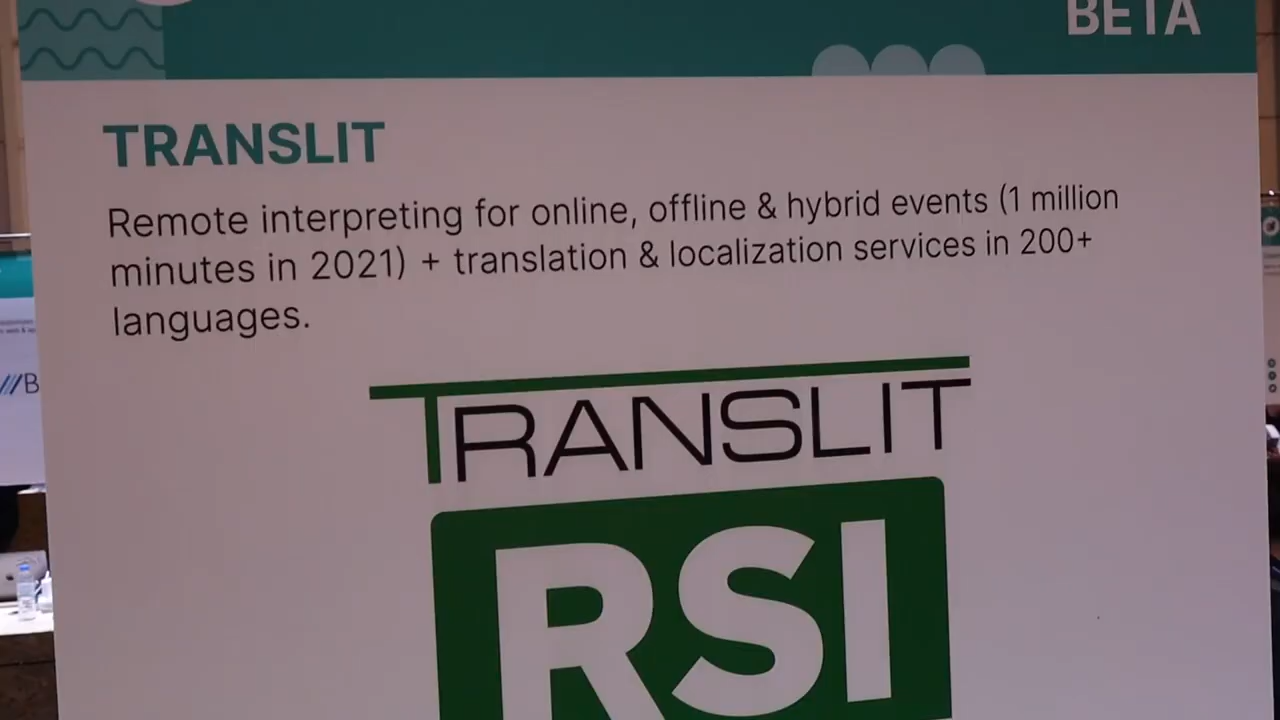 BETA
TRANSLIT
Remote interpreting for online, offline & hybrid events (1 million
minutes in 2021) + translation & localization services in 200+
languages.
TRANSLIT
RSI